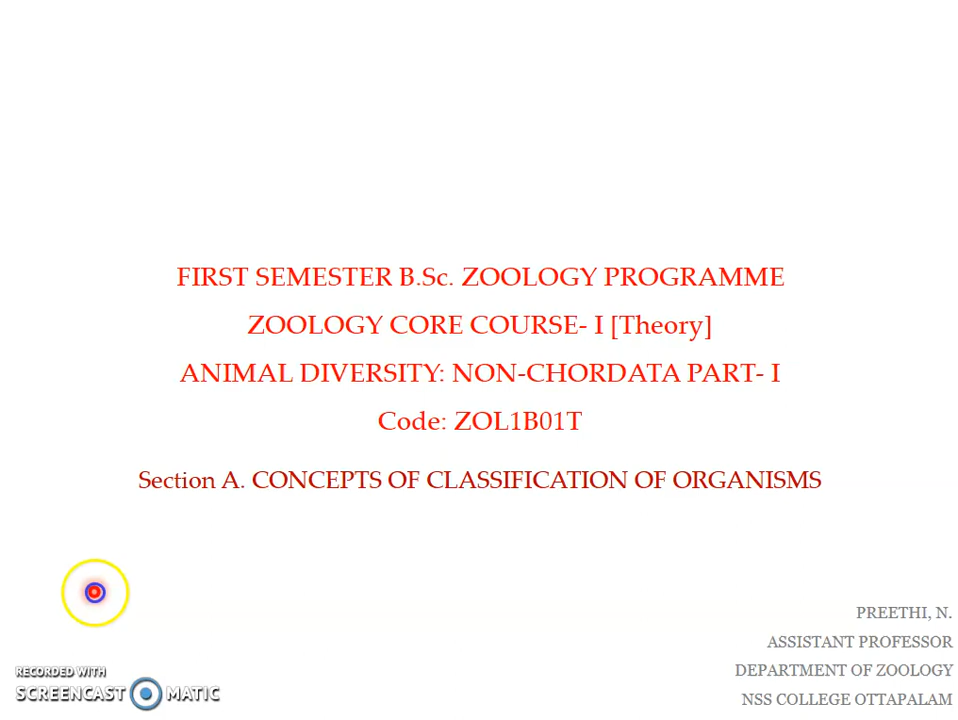 FIRST SEMESTER B.Sc. ZOOLOGY PROGRAMME
ZOOLOGY CORE COURSE- I [Theory]
ANIMAL DIVERSITY: NON-CHORDATA PART- I
Code: ZOL1B01T
Section A. CONCEPTS OF CLASSIFICATION OF ORGANISMS
PREETHI, N.
ASSISTANT PROFESSOR
DEPARTMENT OF ZOOLOGY
NSS COLLEGE OTTAPALAM
RECORDED WITH
SCREENCAST MATIC